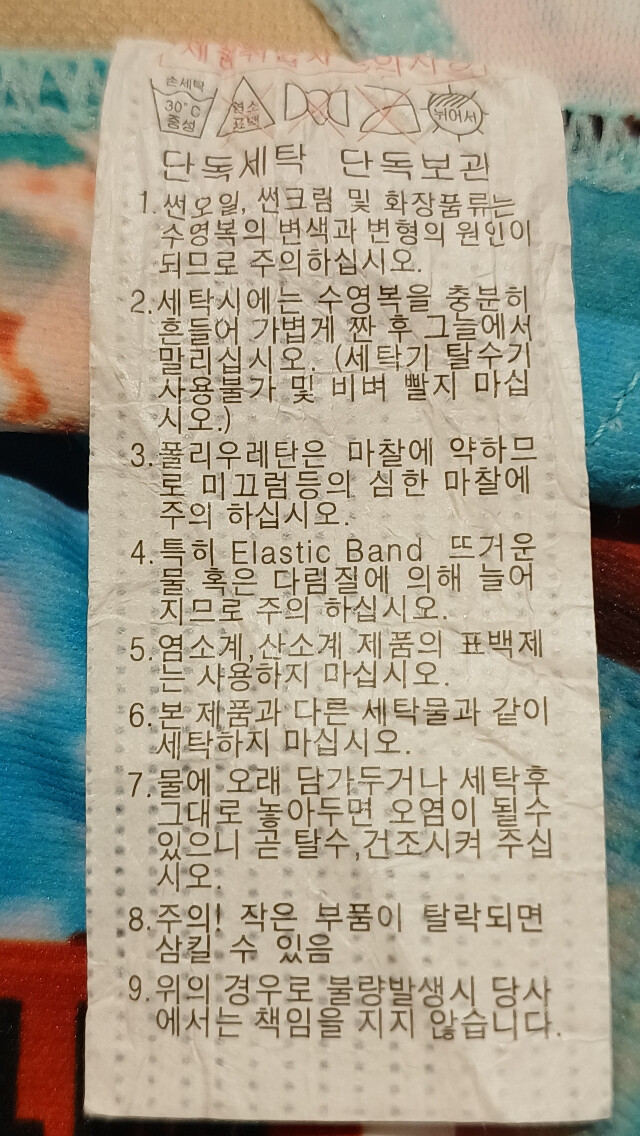 손세탁
30°C
중성
염소
표백
뉘어서
단독세탁 단독보관
1. 썬오일, 썬크림 및 화장품류는
수영복의 변색과 변형의 원인이
되므로 주의하십시오.
2. 세탁시에는 수영복을 충분히
흔들어 가볍게 짠 후 그늘에서
말리십시오. (세탁기 탈수기
사용불가 및 비벼 빨지 마십
시오.)
3. 폴리우레탄은 마찰에 약하므
로 미끄럼등의 심한 마찰에
주의 하십시오.
4. 특히 Elastic Band 뜨거운
물 혹은 다림질에 의해 늘어
지므로 주의 하십시오.
5. 염소계,산소계 제품의 표백제
는 사용하지 마십시오.
6. 본 제품과 다른 세탁물과 같이
세탁하지 마십시오.
7. 물에 오래 담가두거나 세탁후
그대로 놓아두면 오염이 될수
있으니 곧 탈수,건조시켜 주십
시오.
8. 주의! 작은 부품이 탈락되면
삼킬 수 있음
9. 위의 경우로 불량발생시 당사
에서는 책임을 지지 않습니다.